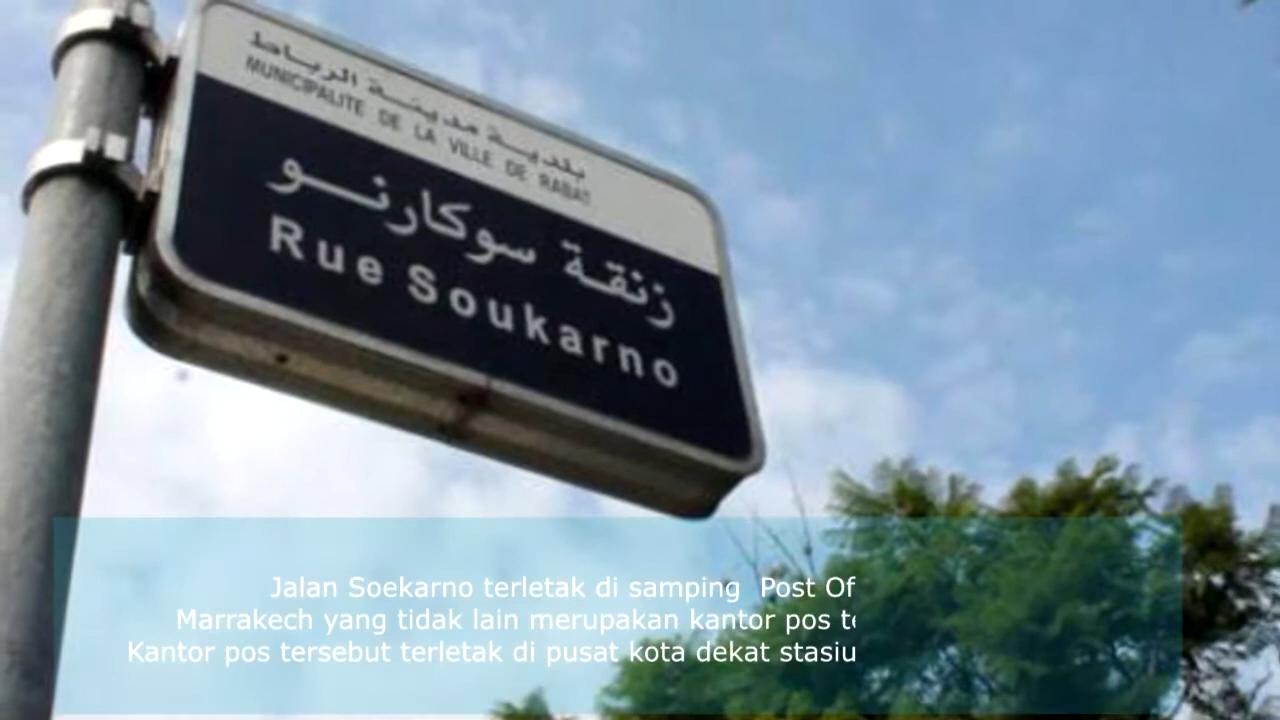 بلدية مدينة الرباط
MUNICIPALITE DE LA VILLE DE RABAT
زنقة سوكارنو
Rue Soukarno
Jalan Soekarno terletak di samping Post
Marrakech yang tidak lain merupakan kantor pos
Kantor pos tersebut terletak di pusat kota dekat